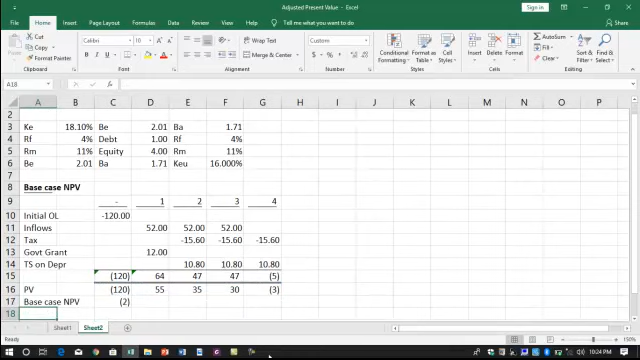 Adjusted Present Value - Excel Sign in
File Home Insert Page Layout Formulas Data Review View Help Tell me what you want to do Share
Cut Calibri 10 Wrap Text Custom AutoSum
Copy Fill
Paste Format Painter Merge & Center Conditional Formatting Format as Table Cell Styles Insert Delete Format Clear Sort & Filter Find & Select
Clipboard Font Alignment Number Styles Cells Editing
A18 fx
A B C D E F G H I J K L M N O P
2
3 Ke 18.10% Be 2.01 Ba 1.71
4 Rf 4% Debt 1.00 Rf 4%
5 Rm 11% Equity 4.00 Rm 11%
6 Be 2.01 Ba 1.71 Keu 16.000%
7
8 Base case NPV
9 - 1 2 3 4
10 Initial OL -120.00
11 Inflows 52.00 52.00 52.00
12 Tax -15.60 -15.60 -15.60
13 Govt Grant 12.00
14 TS on Depr 10.80 10.80 10.80
15 (120) 64 47 47 (5)
16 PV (120) 55 35 30 (3)
17 Base case NPV (2)
18
Sheet1 Sheet2
150%
10:24 PM